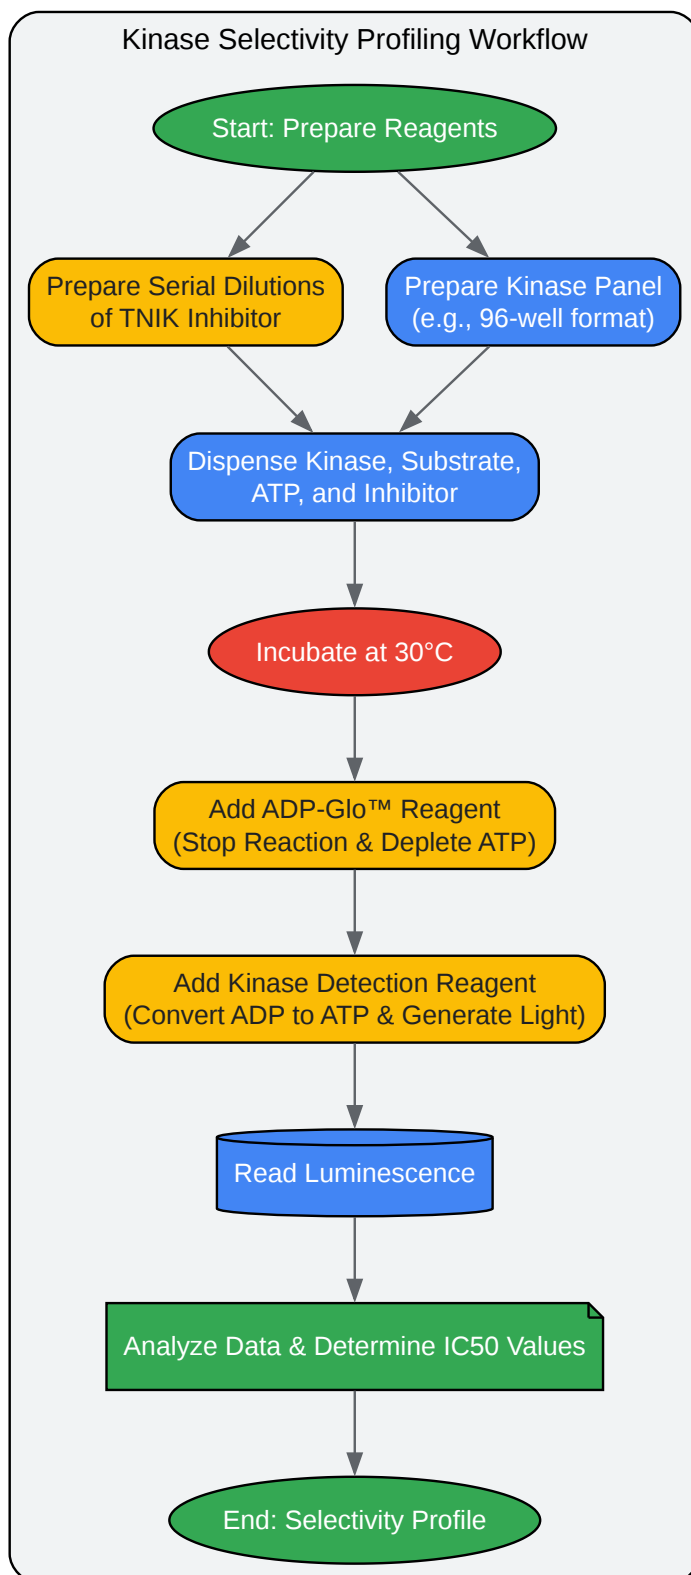 Kinase Selectivity Profiling Workflow
Start: Prepare Reagents
Prepare Serial Dilutions
of TNIK Inhibitor
Prepare Kinase Panel
(e.g., 96-well format)
Dispense Kinase, Substrate,
ATP, and Inhibitor
Incubate at 30°C
Add ADP-Glo™ Reagent
(Stop Reaction & Deplete ATP)
Add Kinase Detection Reagent
(Convert ADP to ATP & Generate Light)
Read Luminescence
Analyze Data & Determine IC50 Values
End: Selectivity Profile